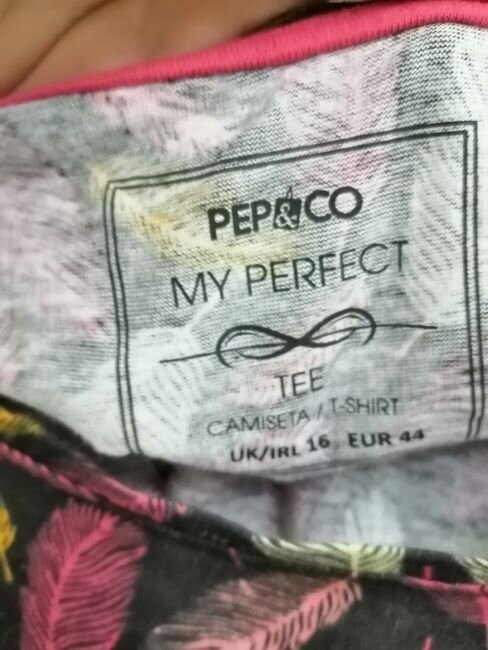 PEP&CO
MY PERFECT
TEE
CAMISETA / T-SHIRT
UK/IRL 16 EUR 44